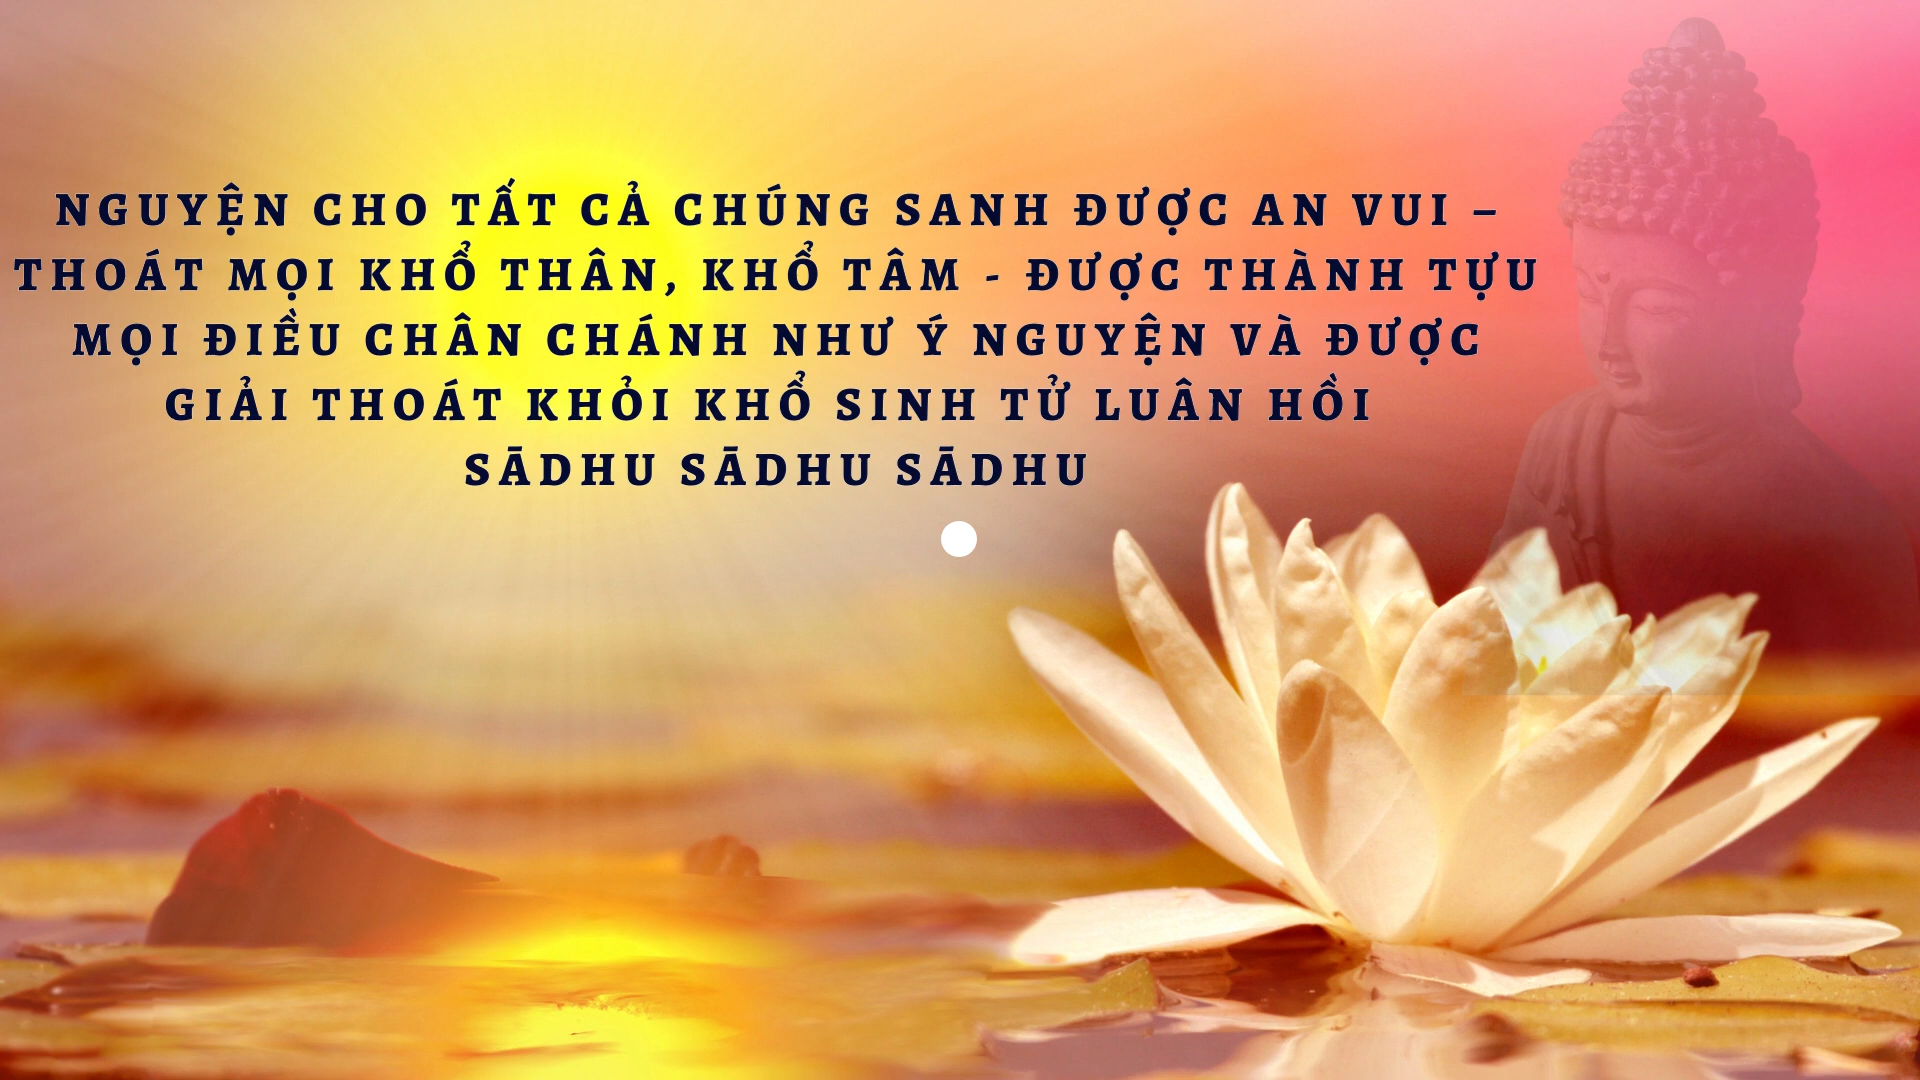 NGUYỆN CHO TẤT CẢ CHÚNG SANH ĐƯỢC AN VUI –
THOÁT MỌI KHỔ THÂN, KHỔ TÂM - ĐƯỢC THÀNH TỰU
MỌI ĐIỀU CHÂN CHÁNH NHƯ Ý NGUYỆN VÀ ĐƯỢC
GIẢI THOÁT KHỎI KHỔ SINH TỬ LUÂN HỒI
SĀDHU SĀDHU SĀDHU